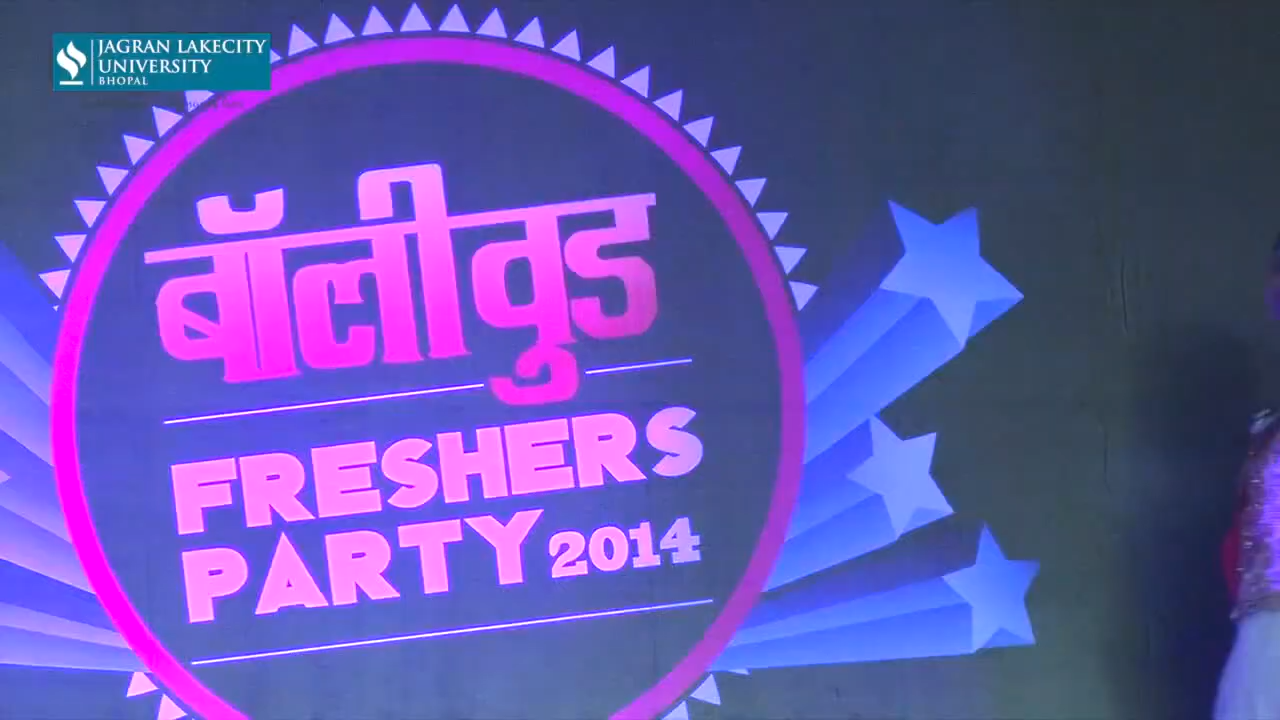 JAGRAN LAKECITY
UNIVERSITY
BHOPAL
बॉलीवुड
FRESHERS
PARTY 2014